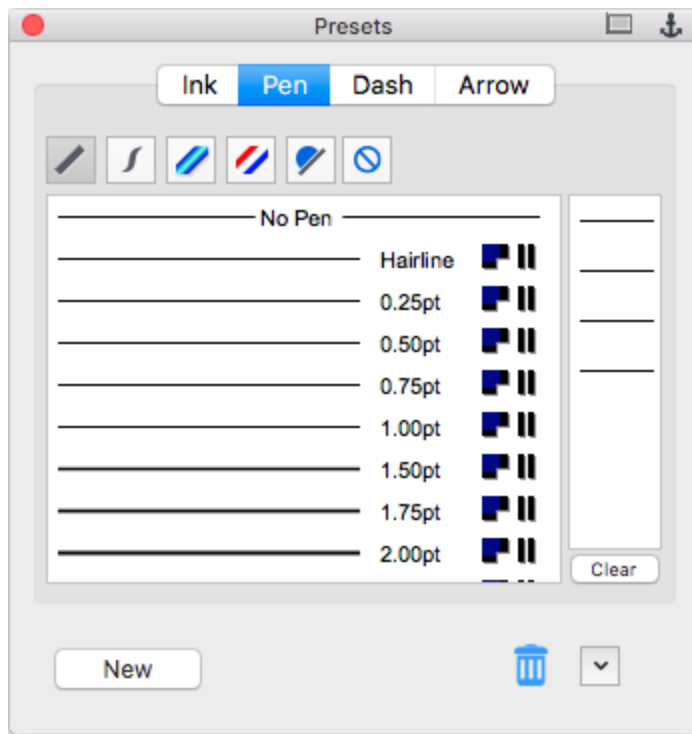 Presets
Ink Pen Dash Arrow
No Pen
Hairline
0.25pt
0.50pt
0.75pt
1.00pt
1.50pt
1.75pt
2.00pt
Clear
New